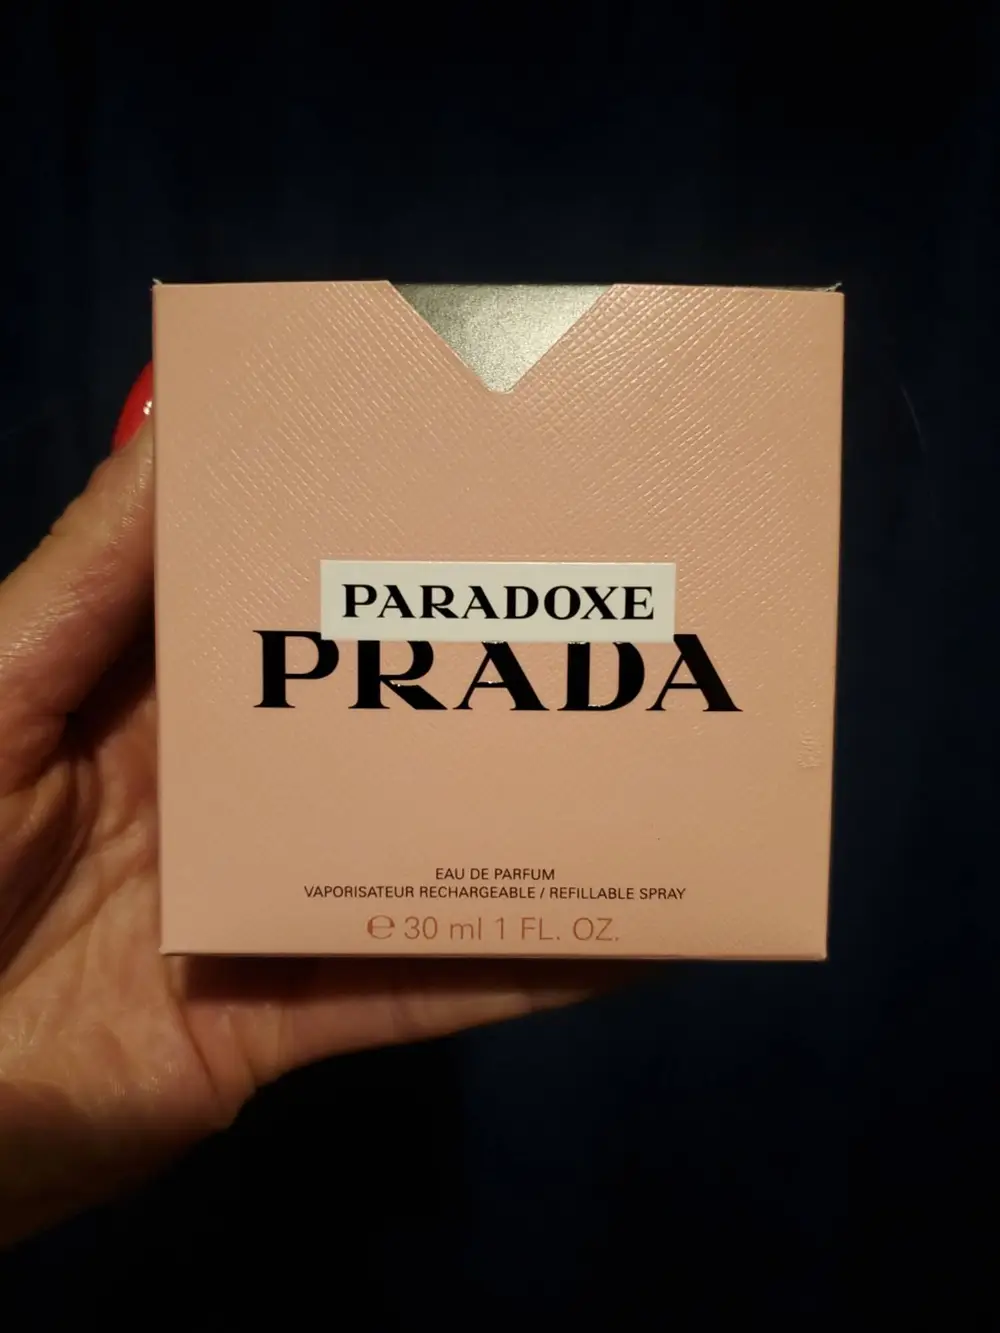 PARADOXE
PRADA
EAU DE PARFUM
VAPORISATEUR RECHARGEABLE / REFILLABLE SPRAY
℮ 30 ml 1 FL. OZ.